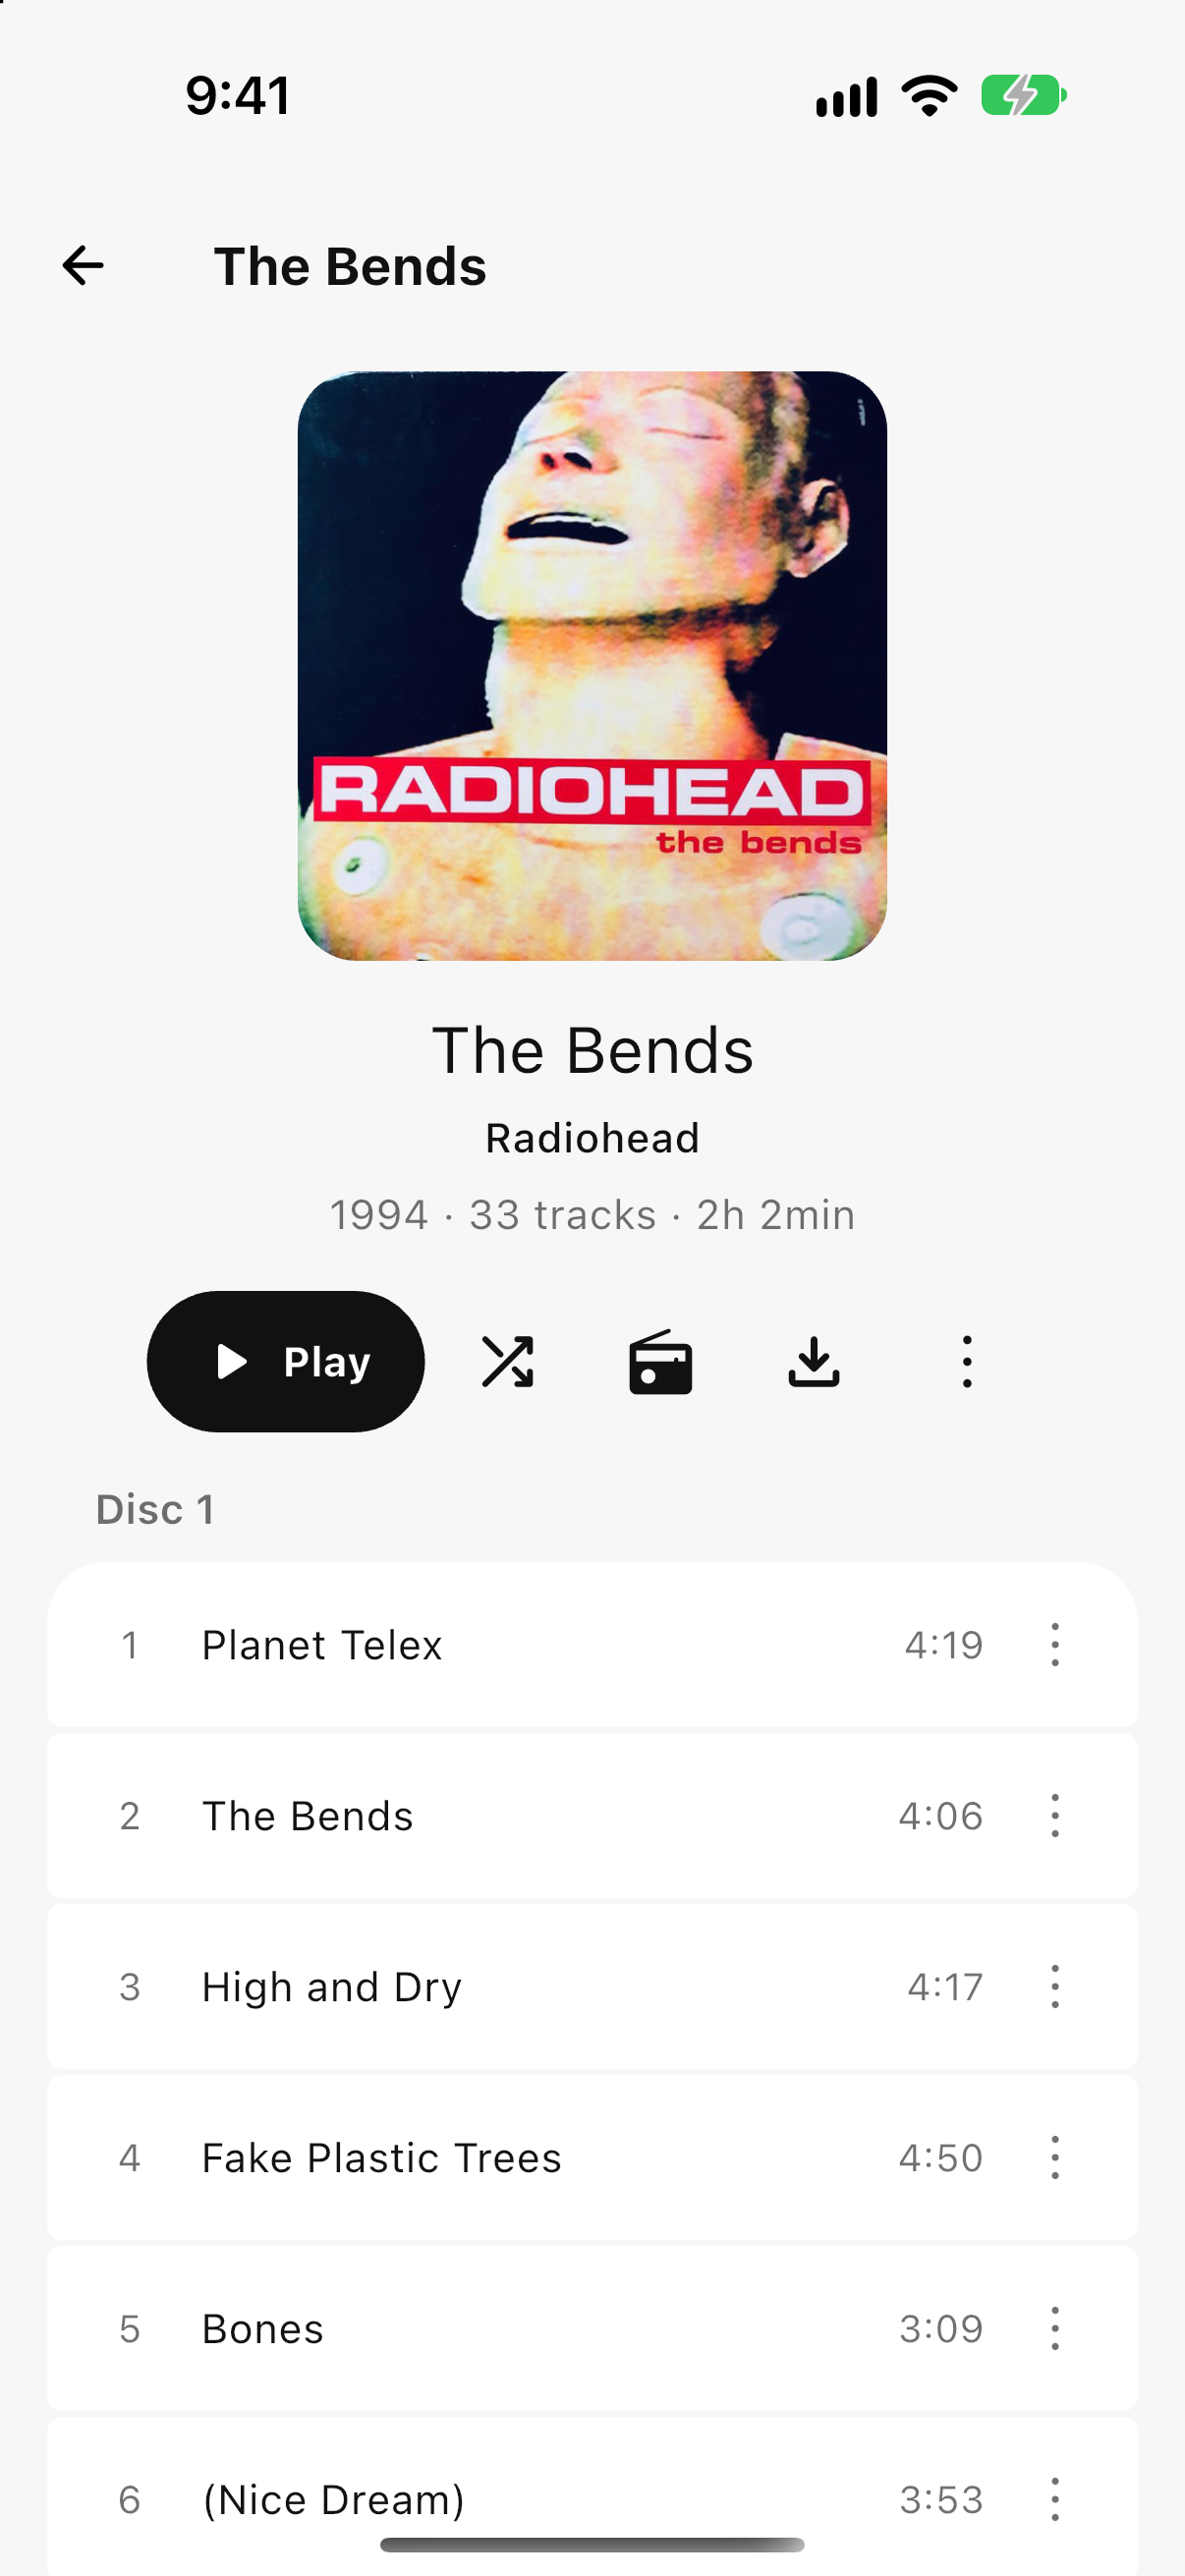 9:41
The Bends
RADIOHEAD
the bends
The Bends
Radiohead
1994 · 33 tracks · 2h 2min
Play
Disc 1
1 Planet Telex 4:19
2 The Bends 4:06
3 High and Dry 4:17
4 Fake Plastic Trees 4:50
5 Bones 3:09
6 (Nice Dream) 3:53